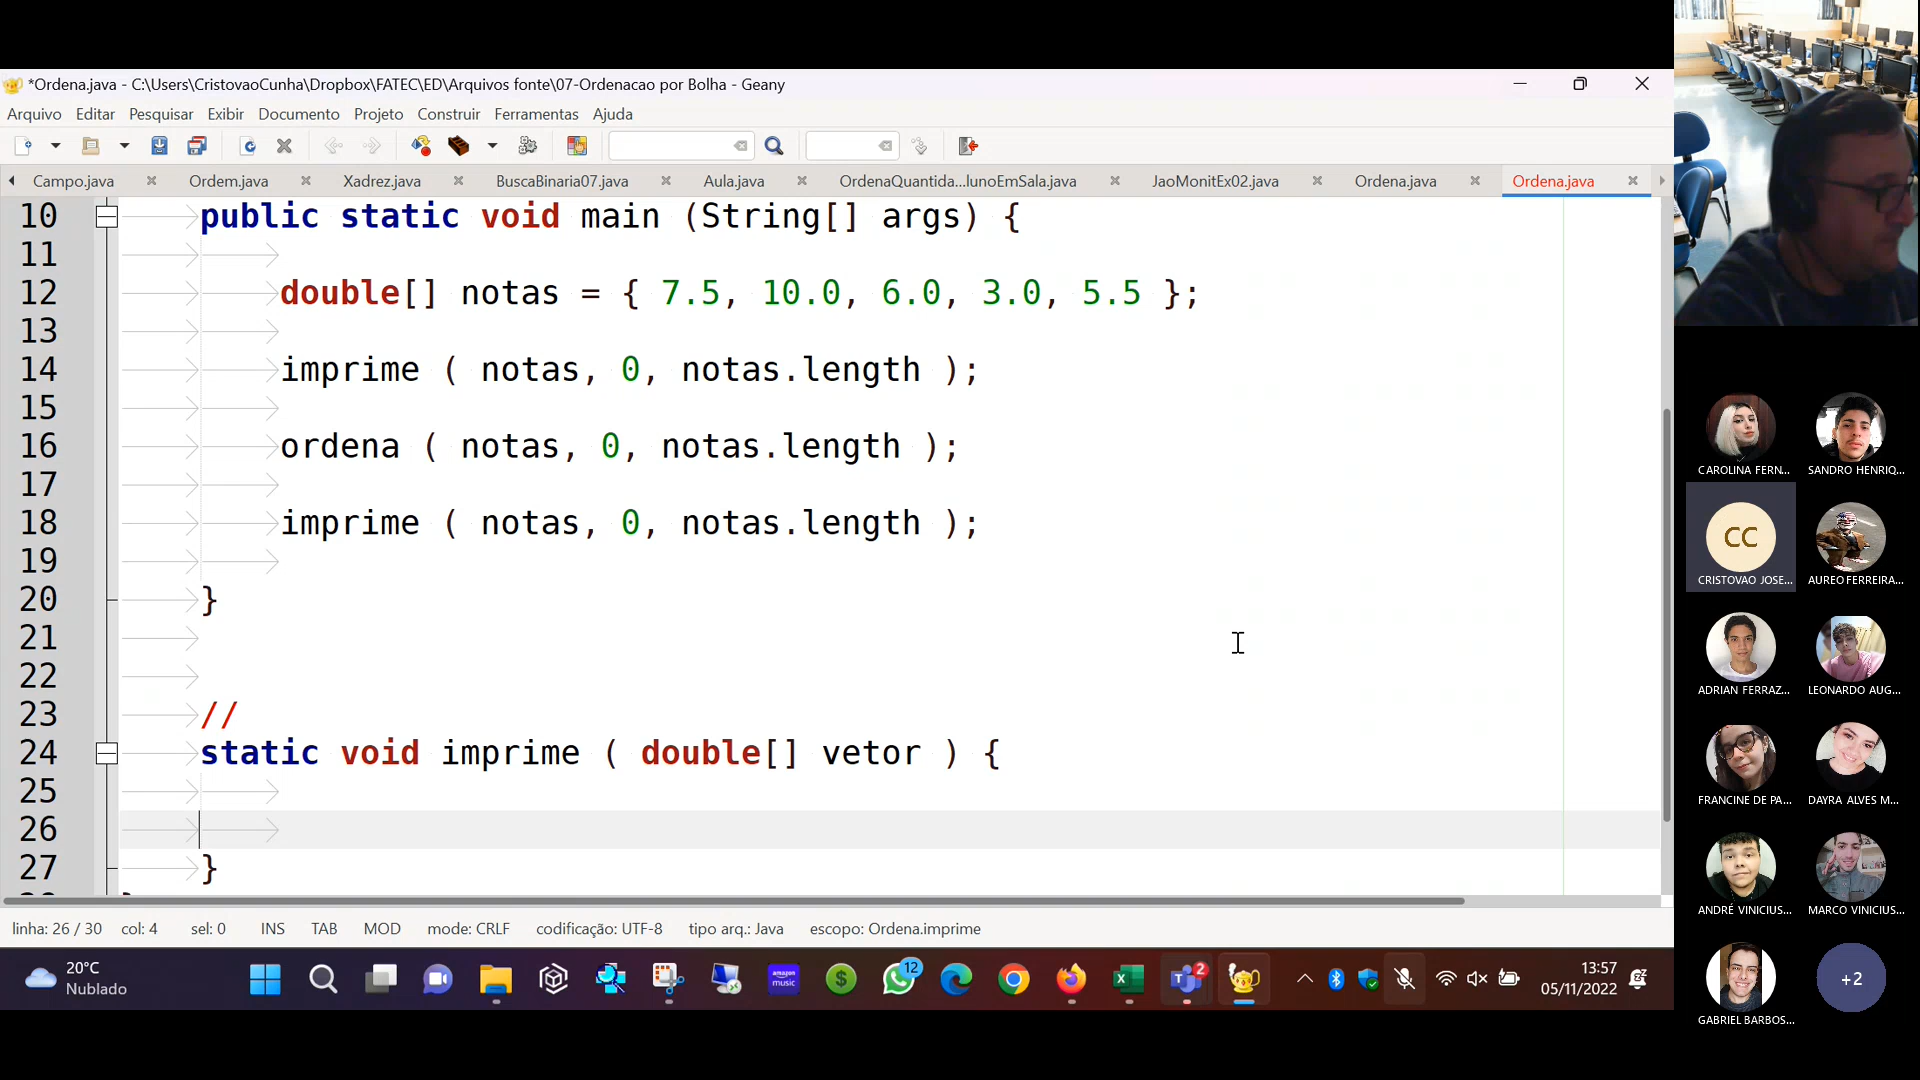 *Ordena.java - C:\Users\CristovaoCunha\Dropbox\FATEC\ED\Arquivos fonte\07-Ordenacao por Bolha - Geany
Arquivo Editar Pesquisar Exibir Documento Projeto Construir Ferramentas Ajuda
Campo.java Ordem.java Xadrez.java BuscaBinaria07.java Aula.java OrdenaQuantida...lunoEmSala.java JaoMonitEx02.java Ordena.java Ordena.java
10 public static void main (String[] args) {
11
12 double[] notas = { 7.5, 10.0, 6.0, 3.0, 5.5 };
13
14 imprime ( notas, 0, notas.length );
15
16 ordena ( notas, 0, notas.length );
17
18 imprime ( notas, 0, notas.length );
19
20 }
21
22
23 //
24 static void imprime ( double[] vetor ) {
25
26
27 }
linha: 26 / 30 col: 4 sel: 0 INS TAB MOD mode: CRLF codificação: UTF-8 tipo arq.: Java escopo: Ordena.imprime
20°C
Nublado
amazon music
12
2
13:57
05/11/2022
CAROLINA FERN... SANDRO HENRIQ...
CC
CRISTOVAO JOSE... AUREO FERREIRA...
ADRIAN FERRAZ... LEONARDO AUG...
FRANCINE DE PA... DAYRA ALVES M...
ANDRÉ VINICIUS... MARCO VINICIUS...
+2
GABRIEL BARBOS...